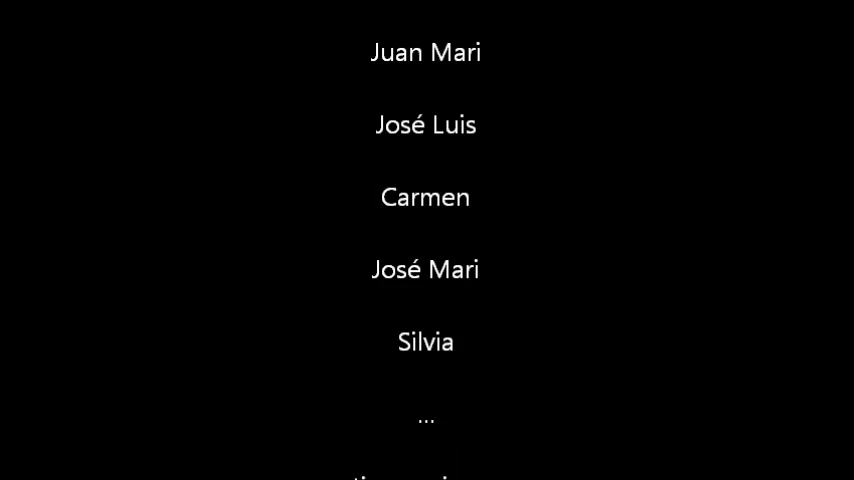 Juan Mari
José Luis
Carmen
José Mari
Silvia
...